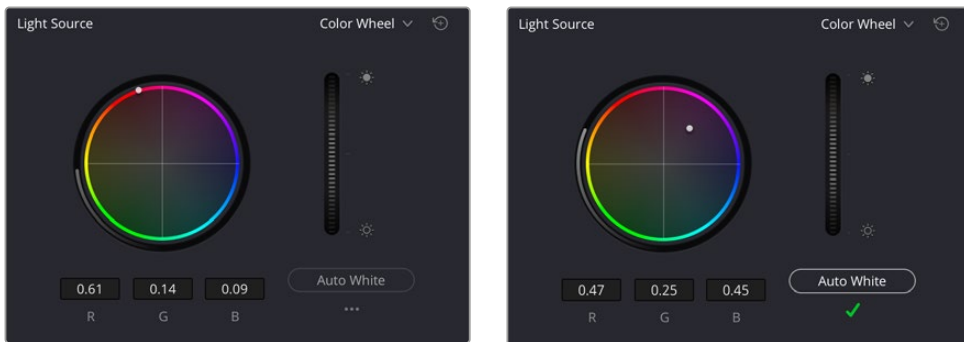 Light Source Color Wheel
0.61 0.14 0.09 Auto White
R G B ...
Light Source Color Wheel
0.47 0.25 0.45 Auto White
R G B